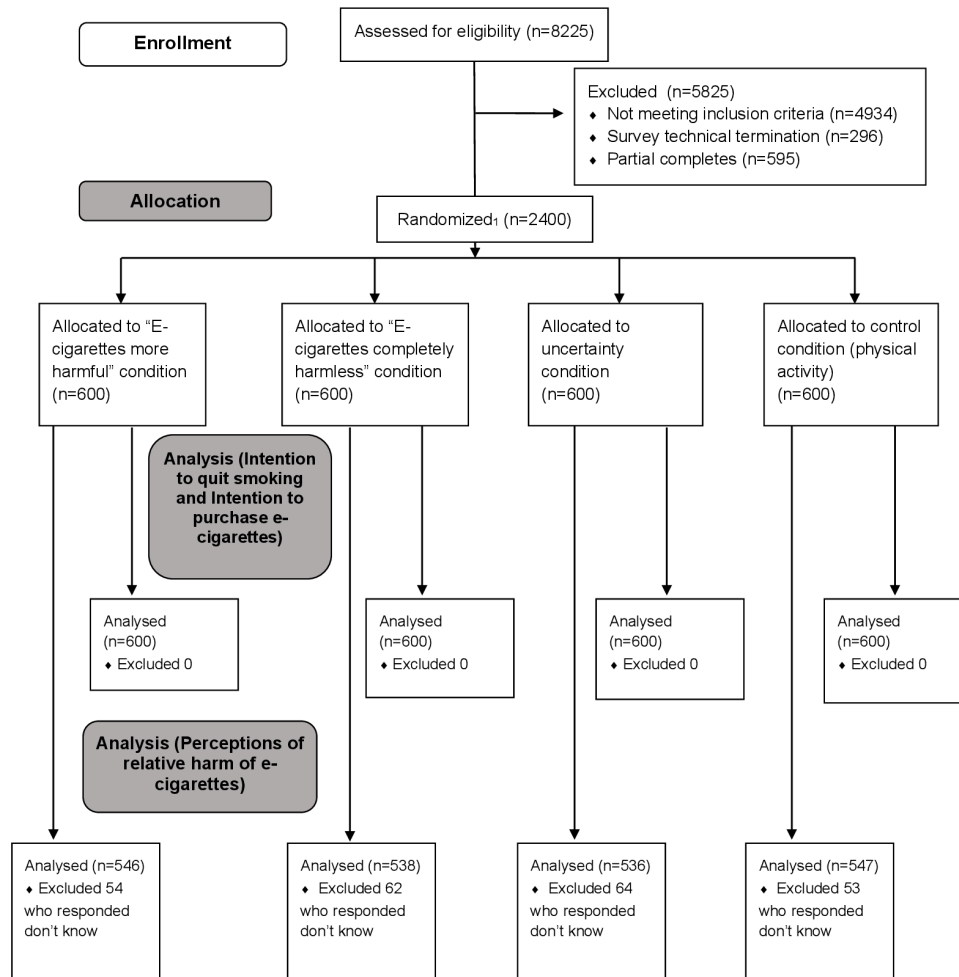 Enrollment
Assessed for eligibility (n=8225)
Excluded (n=5825)
♦ Not meeting inclusion criteria (n=4934)
♦ Survey technical termination (n=296)
♦ Partial completes (n=595)
Allocation
Randomized₁ (n=2400)
Allocated to “E-
cigarettes more
harmful” condition
(n=600)
Allocated to “E-
cigarettes completely
harmless” condition
(n=600)
Allocated to
uncertainty
condition
(n=600)
Allocated to control
condition (physical
activity)
(n=600)
Analysis (Intention
to quit smoking
and Intention to
purchase e-
cigarettes)
Analysed
(n=600)
♦ Excluded 0
Analysed
(n=600)
♦ Excluded 0
Analysed
(n=600)
♦ Excluded 0
Analysed
(n=600)
♦ Excluded 0
Analysis (Perceptions of
relative harm of e-
cigarettes)
Analysed (n=546)
♦ Excluded 54
who responded
don’t know
Analysed (n=538)
♦ Excluded 62
who responded
don’t know
Analysed (n=536)
♦ Excluded 64
who responded
don’t know
Analysed (n=547)
♦ Excluded 53
who responded
don’t know